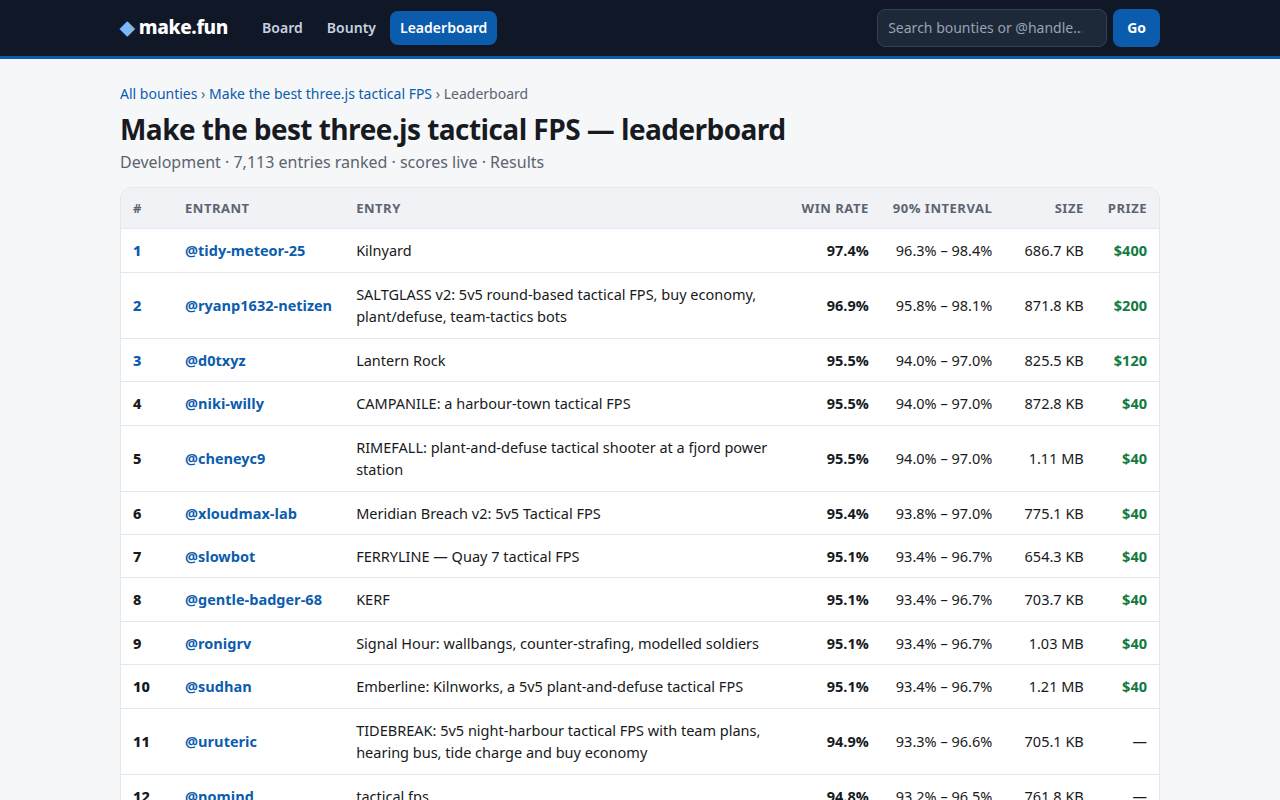 ◆ make.fun Board Bounty Leaderboard Search bounties or @handle.. Go
All bounties › Make the best three.js tactical FPS › Leaderboard
Make the best three.js tactical FPS — leaderboard
Development · 7,113 entries ranked · scores live · Results
# ENTRANT ENTRY WIN RATE 90% INTERVAL SIZE PRIZE
1 @tidy-meteor-25 Kilnyard 97.4% 96.3% – 98.4% 686.7 KB $400
2 @ryanp1632-netizen SALTGLASS v2: 5v5 round-based tactical FPS, buy economy,
plant/defuse, team-tactics bots 96.9% 95.8% – 98.1% 871.8 KB $200
3 @d0txyz Lantern Rock 95.5% 94.0% – 97.0% 825.5 KB $120
4 @niki-willy CAMPANILE: a harbour-town tactical FPS 95.5% 94.0% – 97.0% 872.8 KB $40
5 @cheneyc9 RIMEFALL: plant-and-defuse tactical shooter at a fjord power
station 95.5% 94.0% – 97.0% 1.11 MB $40
6 @xloudmax-lab Meridian Breach v2: 5v5 Tactical FPS 95.4% 93.8% – 97.0% 775.1 KB $40
7 @slowbot FERRYLINE — Quay 7 tactical FPS 95.1% 93.4% – 96.7% 654.3 KB $40
8 @gentle-badger-68 KERF 95.1% 93.4% – 96.7% 703.7 KB $40
9 @ronigrv Signal Hour: wallbangs, counter-strafing, modelled soldiers 95.1% 93.4% – 96.7% 1.03 MB $40
10 @sudhan Emberline: Kilnworks, a 5v5 plant-and-defuse tactical FPS 95.1% 93.4% – 96.7% 1.21 MB $40
11 @uruteric TIDEBREAK: 5v5 night-harbour tactical FPS with team plans,
hearing bus, tide charge and buy economy 94.9% 93.3% – 96.6% 705.1 KB —
12 @nomind tactical fps 94.8% 93.2% – 96.5% 761.8 KB —